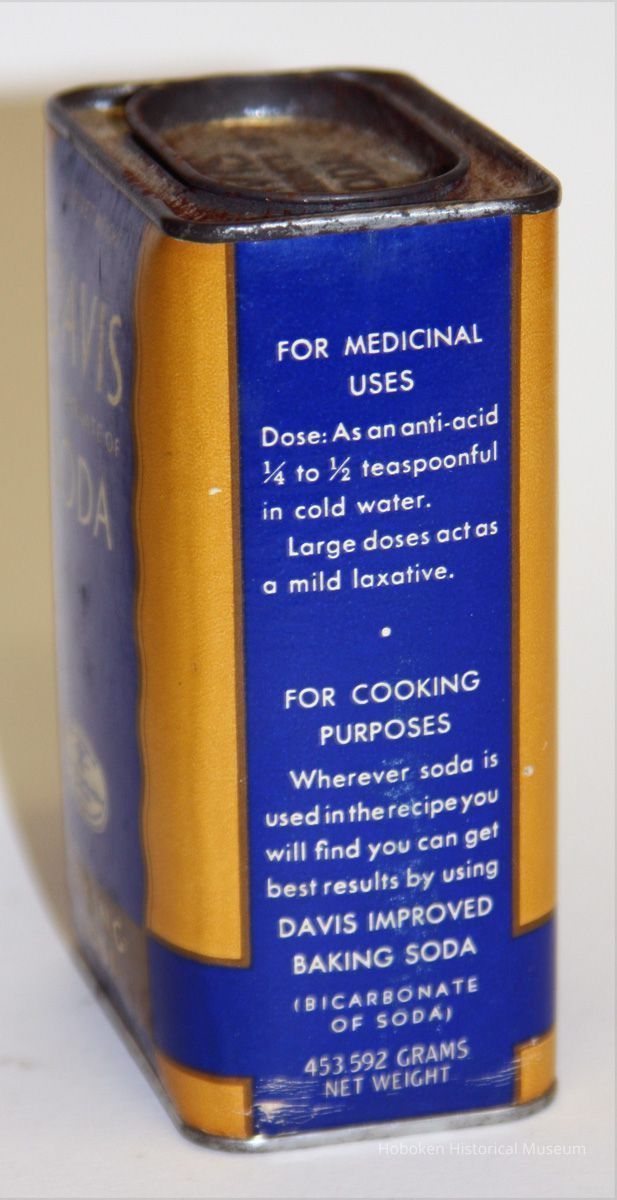 FOR MEDICINAL
USES
Dose: As an anti-acid
¼ to ½ teaspoonful
in cold water.
Large doses act as
a mild laxative.
•
FOR COOKING
PURPOSES
Wherever soda is
used in the recipe you
will find you can get
best results by using
DAVIS IMPROVED
BAKING SODA
(BICARBONATE
OF SODA)
453.592 GRAMS
NET WEIGHT
AVIS
OF
ODA
Hoboken Historical Museum